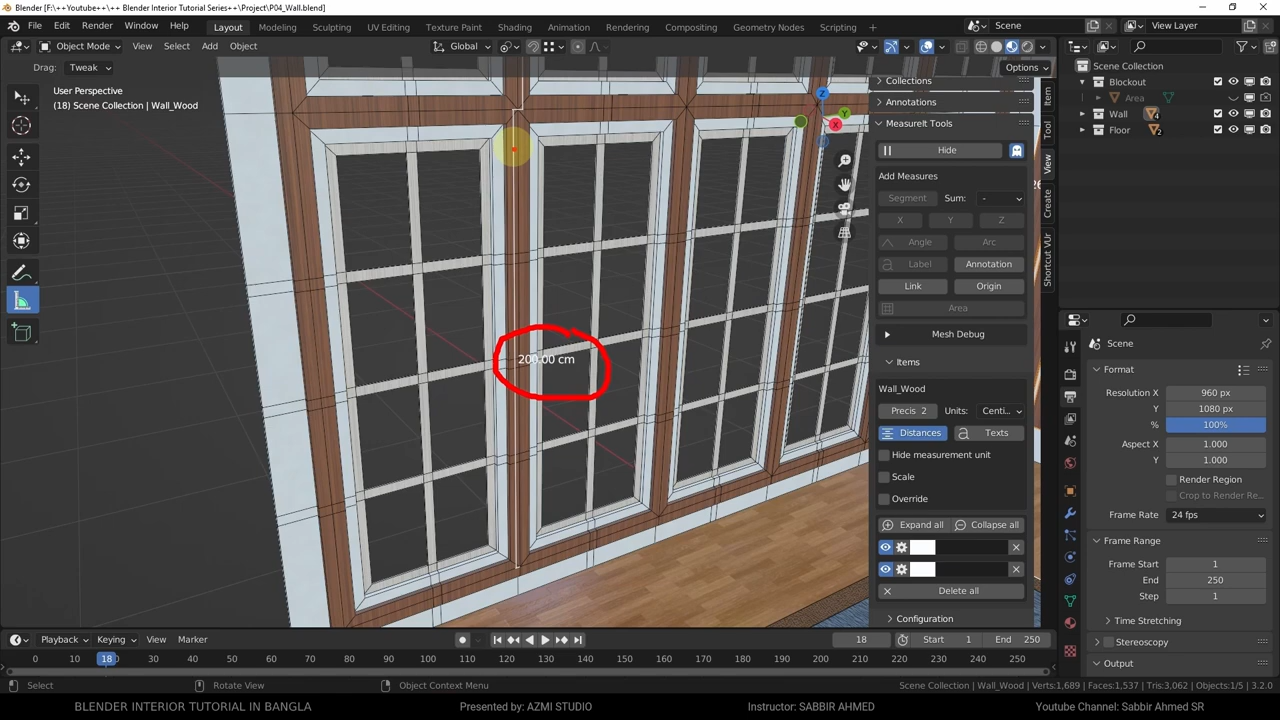 Blender [F:\++Youtube++\++ Blender Interior Tutorial Series++\Project\P04_Wall.blend]
File Edit Render Window Help Layout Modeling Sculpting UV Editing Texture Paint Shading Animation Rendering Compositing Geometry Nodes Scripting + Scene View Layer
Object Mode View Select Add Object Global
Drag: Tweak Options
User Perspective
(18) Scene Collection | Wall_Wood
Z
Y
X
Collections
Annotations
MeasureIt Tools
Hide
Add Measures
Segment Sum: -
X Y Z
Angle Arc
Label Annotation
Link Origin
Area
Mesh Debug
Items
Wall_Wood
Precis 2 Units: Centi...
Distances Texts
Hide measurement unit
Scale
Override
Expand all Collapse all
Delete all
Configuration
200.00 cm
Item
Tool
View
Create
Shortcut VUr
Scene Collection
Blockout
Area
Wall 4
Floor 2
Scene
Format
Resolution X 960 px
Y 1080 px
% 100%
Aspect X 1.000
Y 1.000
Render Region
Crop to Render Re...
Frame Rate 24 fps
Frame Range
Frame Start 1
End 250
Step 1
Time Stretching
Stereoscopy
Output
Playback Keying View Marker 18 Start 1 End 250
0 10 18 30 40 50 60 70 80 90 100 110 120 130 140 150 160 170 180 190 200 210 220 230 240 250
Select Rotate View Object Context Menu Scene Collection | Wall_Wood | Verts:1,689 | Faces:1,537 | Tris:3,062 | Objects:1/5 | 3.2.0
BLENDER INTERIOR TUTORIAL IN BANGLA Presented by: AZMI STUDIO Instructor: SABBIR AHMED Youtube Channel: Sabbir Ahmed SR